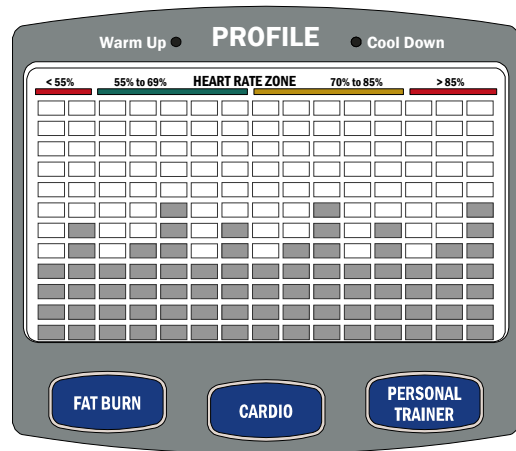 Warm Up PROFILE Cool Down
< 55% 55% to 69% HEART RATE ZONE 70% to 85% > 85%
FAT BURN
CARDIO
PERSONAL
TRAINER